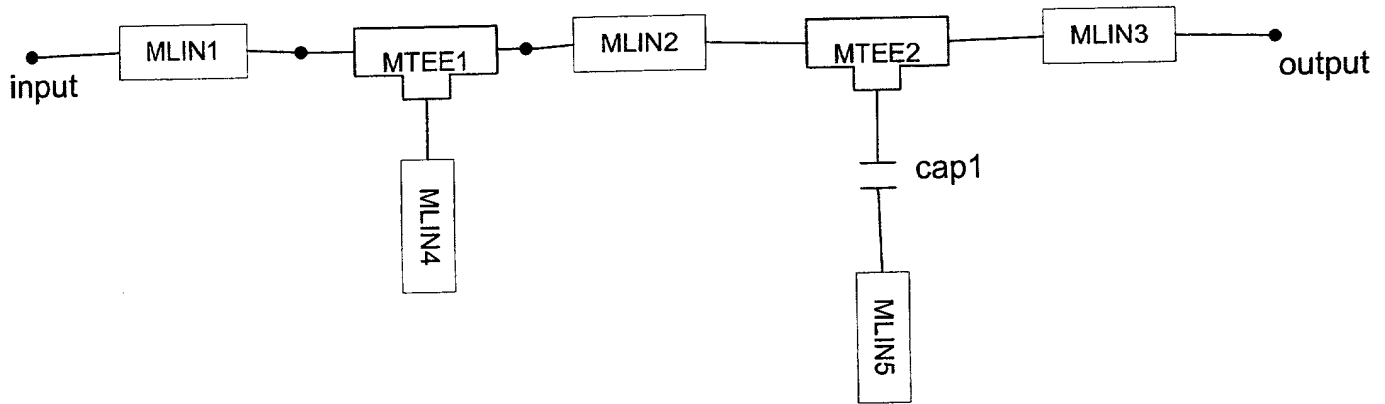 input
MLIN1
MTEE1
MLIN2
MTEE2
MLIN3
output
MLIN4
cap1
MLIN5